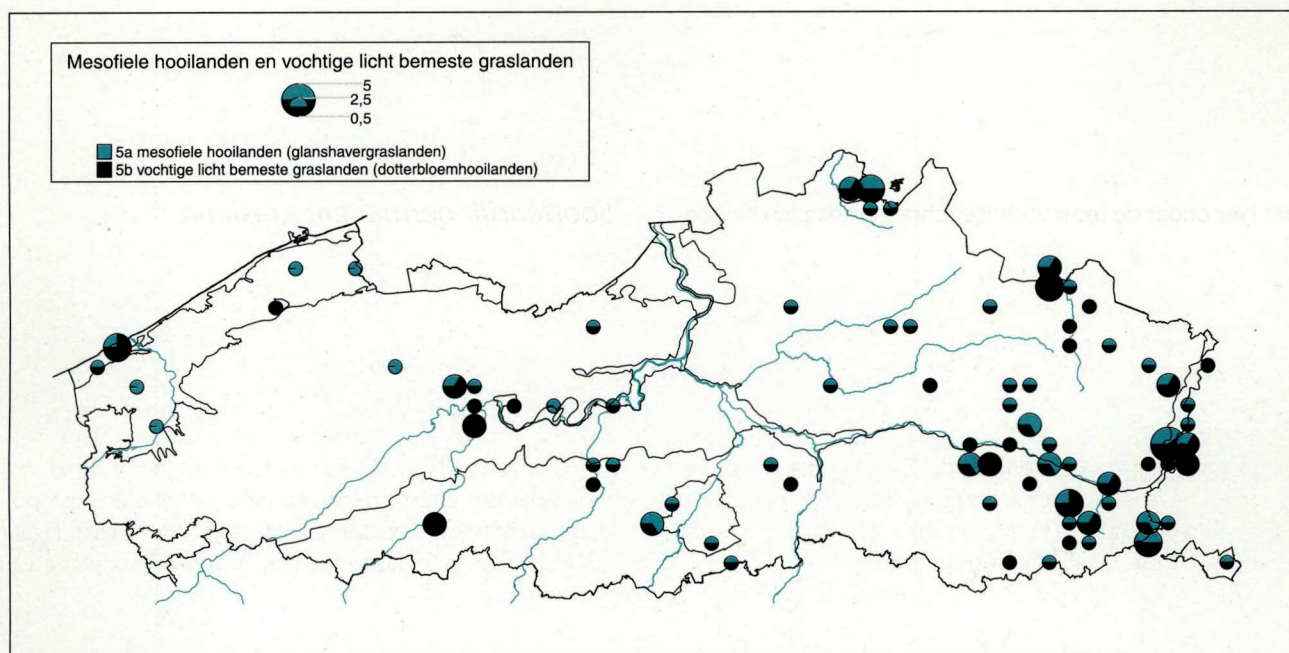 Mesofiele hooilanden en vochtige licht bemeste graslanden
5
2,5
0,5
5a mesofiele hooilanden (glanshavergraslanden)
5b vochtige licht bemeste graslanden (dotterbloemhooilanden)